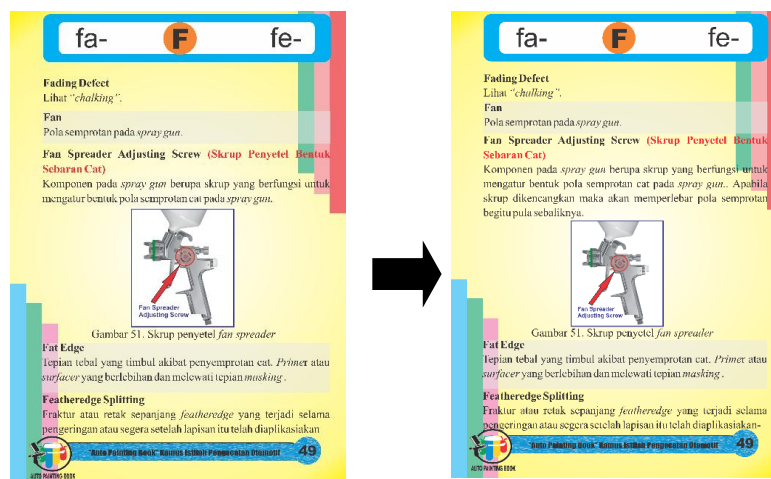 fa- F fe-
Fading Defect
Lihat "chalking".
Fan
Pola semprotan pada spray gun.
Fan Spreader Adjusting Screw (Skrup Penyetel Bentuk
Sebaran Cat)
Komponen pada spray gun berupa skrup yang berfungsi untuk
mengatur bentuk pola semprotan cat pada spray gun.
Fan Spreader
Adjusting Screw
Gambar 51. Skrup penyetel fan spreader
Fat Edge
Tepian tebal yang timbul akibat penyemprotan cat. Primer atau
surfacer yang berlebihan dan melewati tepian masking .
Featheredge Splitting
Fraktur atau retak sepanjang featheredge yang terjadi selama
pengeringan atau segera setelah lapisan itu telah diaplikasiakan
"Auto Painting Book" Kamus Istilah Pengecatan Otomotif 49
AUTO PAINTING BOOK
fa- F fe-
Fading Defect
Lihat "chalking".
Fan
Pola semprotan pada spray gun.
Fan Spreader Adjusting Screw (Skrup Penyetel Bentuk
Sebaran Cat)
Komponen pada spray gun berupa skrup yang berfungsi untuk
mengatur bentuk pola semprotan cat pada spray gun.. Apabila
skrup dikencangkan maka akan memperlebar pola semprotan
begitu pula sebaliknya.
Fan Spreader
Adjusting Screw
Gambar 51. Skrup penyetel fan spreader
Fat Edge
Tepian tebal yang timbul akibat penyemprotan cat. Primer atau
surfacer yang berlebihan dan melewati tepian masking .
Featheredge Splitting
Fraktur atau retak sepanjang featheredge yang terjadi selama
pengeringan atau segera setelah lapisan itu telah diaplikasiakan-
"Auto Painting Book" Kamus Istilah Pengecatan Otomotif 49
AUTO PAINTING BOOK